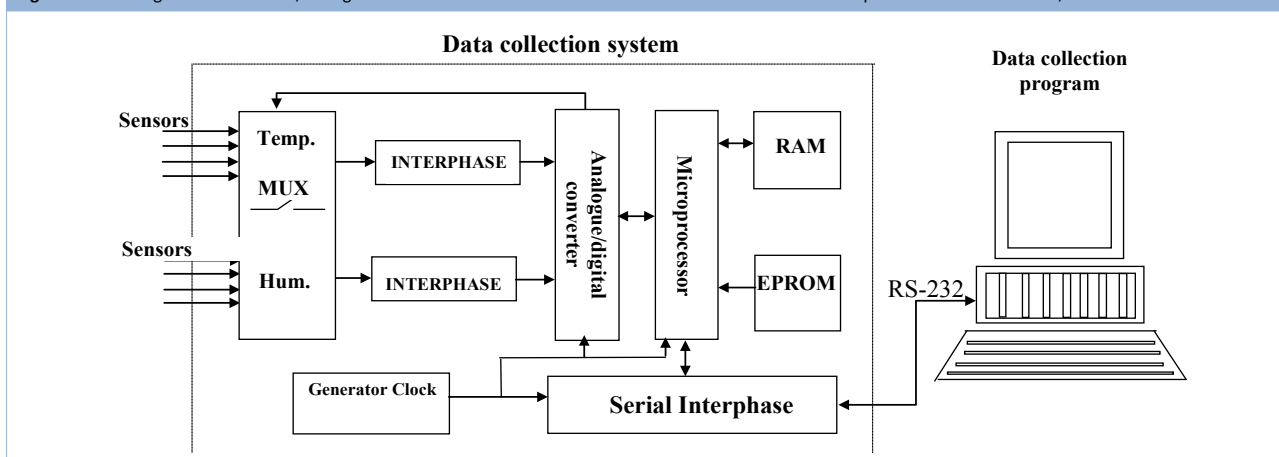 Data collection system
Data collection
program
Sensors
Temp.
MUX
Hum.
Sensors
INTERPHASE
INTERPHASE
Analogue/digital
converter
Microprocessor
RAM
EPROM
RS-232
Generator Clock
Serial Interphase